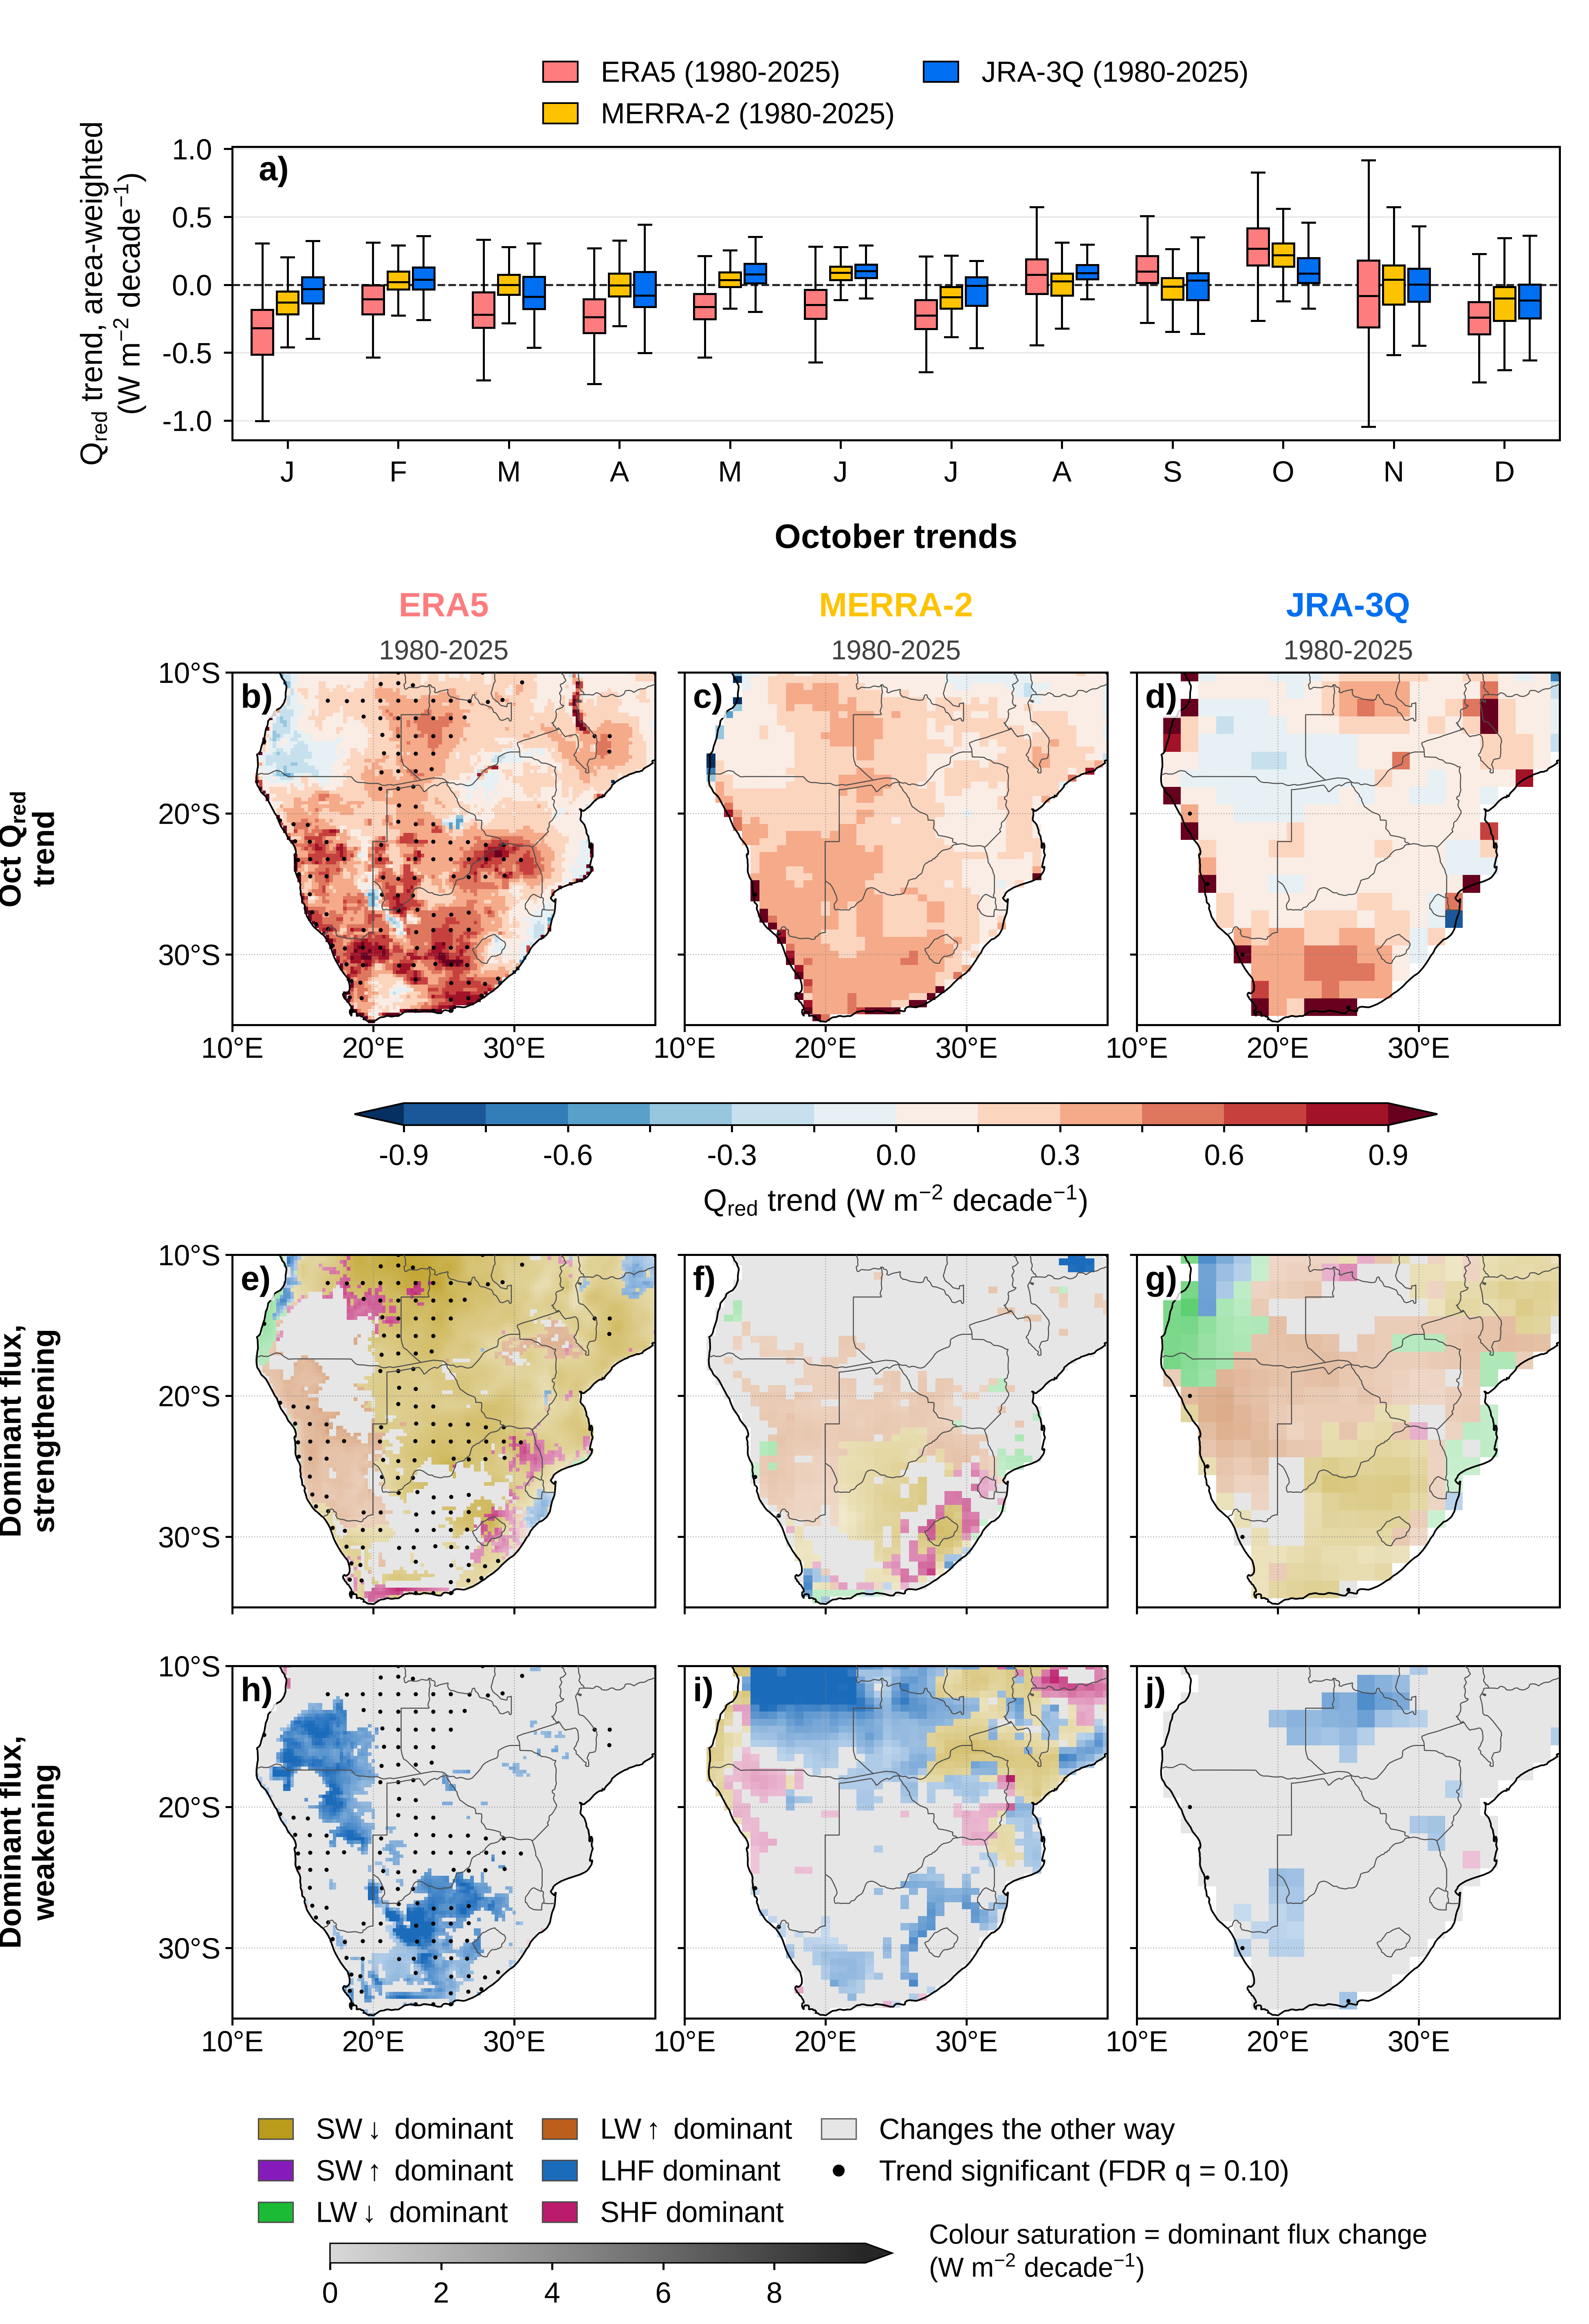 ERA5 (1980-2025)
JRA-3Q (1980-2025)
MERRA-2 (1980-2025)
Qred trend, area-weighted
(W m−2 decade−1)
a)
1.0
0.5
0.0
-0.5
-1.0
J F M A M J J A S O N D
October trends
ERA5 MERRA-2 JRA-3Q
1980-2025 1980-2025 1980-2025
Oct Qred
trend
b) c) d)
10°S
20°S
30°S
10°E 20°E 30°E 10°E 20°E 30°E 10°E 20°E 30°E
-0.9 -0.6 -0.3 0.0 0.3 0.6 0.9
Qred trend (W m−2 decade−1)
Dominant flux,
strengthening
e) f) g)
10°S
20°S
30°S
Dominant flux,
weakening
h) i) j)
10°S
20°S
30°S
10°E 20°E 30°E 10°E 20°E 30°E 10°E 20°E 30°E
SW↓ dominant LW↑ dominant Changes the other way
SW↑ dominant LHF dominant Trend significant (FDR q = 0.10)
LW↓ dominant SHF dominant
Colour saturation = dominant flux change
(W m−2 decade−1)
0 2 4 6 8